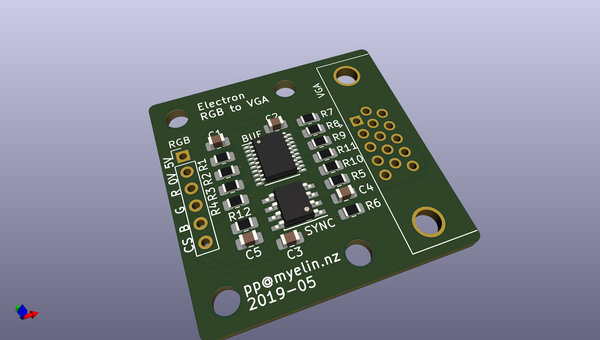 Electron
RGB to VGA
VGA
RGB
5V
0V
R
G
B
CS
C1
C2
BUF
R1
R2
R3
R4
R12
C5
C3
SYNC
R7
R8
R9
R11
R10
R5
C4
R6
pp@myelin.nz
2019-05